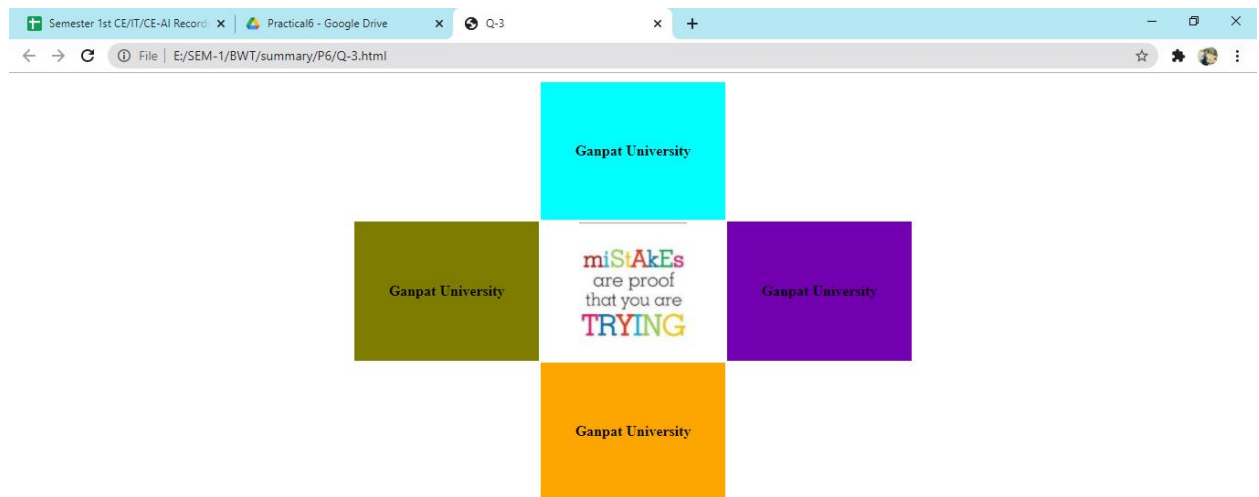 Semester 1st CE/IT/CE-AI Record
Practical6 - Google Drive
Q-3
File | E:/SEM-1/BWT/summary/P6/Q-3.html
Ganpat University
Ganpat University
miStAkEs
are proof
that you are
TRYING
Ganpat University
Ganpat University